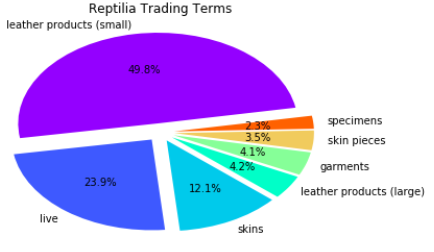 Reptilia Trading Terms
leather products (small)
49.8%
specimens
2.3%
skin pieces
3.5%
garments
4.1%
leather products (large)
4.2%
skins
12.1%
live
23.9%